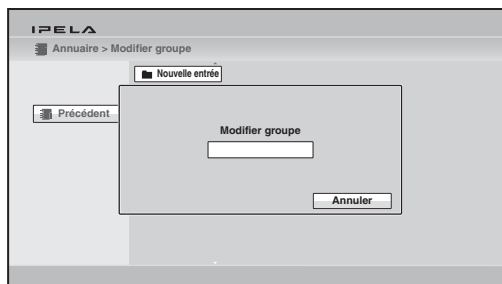 IPELA
Annuaire > Modifier groupe
Nouvelle entrée
Précédent
Modifier groupe
Annuler